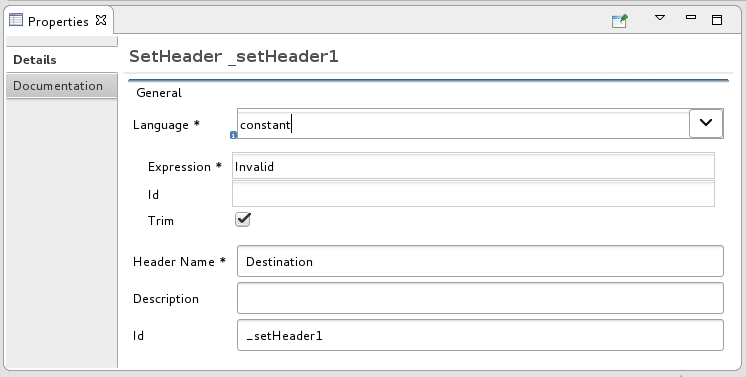 Properties
Details
Documentation
SetHeader _setHeader1
General
Language * constant
Expression * Invalid
Id
Trim
Header Name * Destination
Description
Id _setHeader1